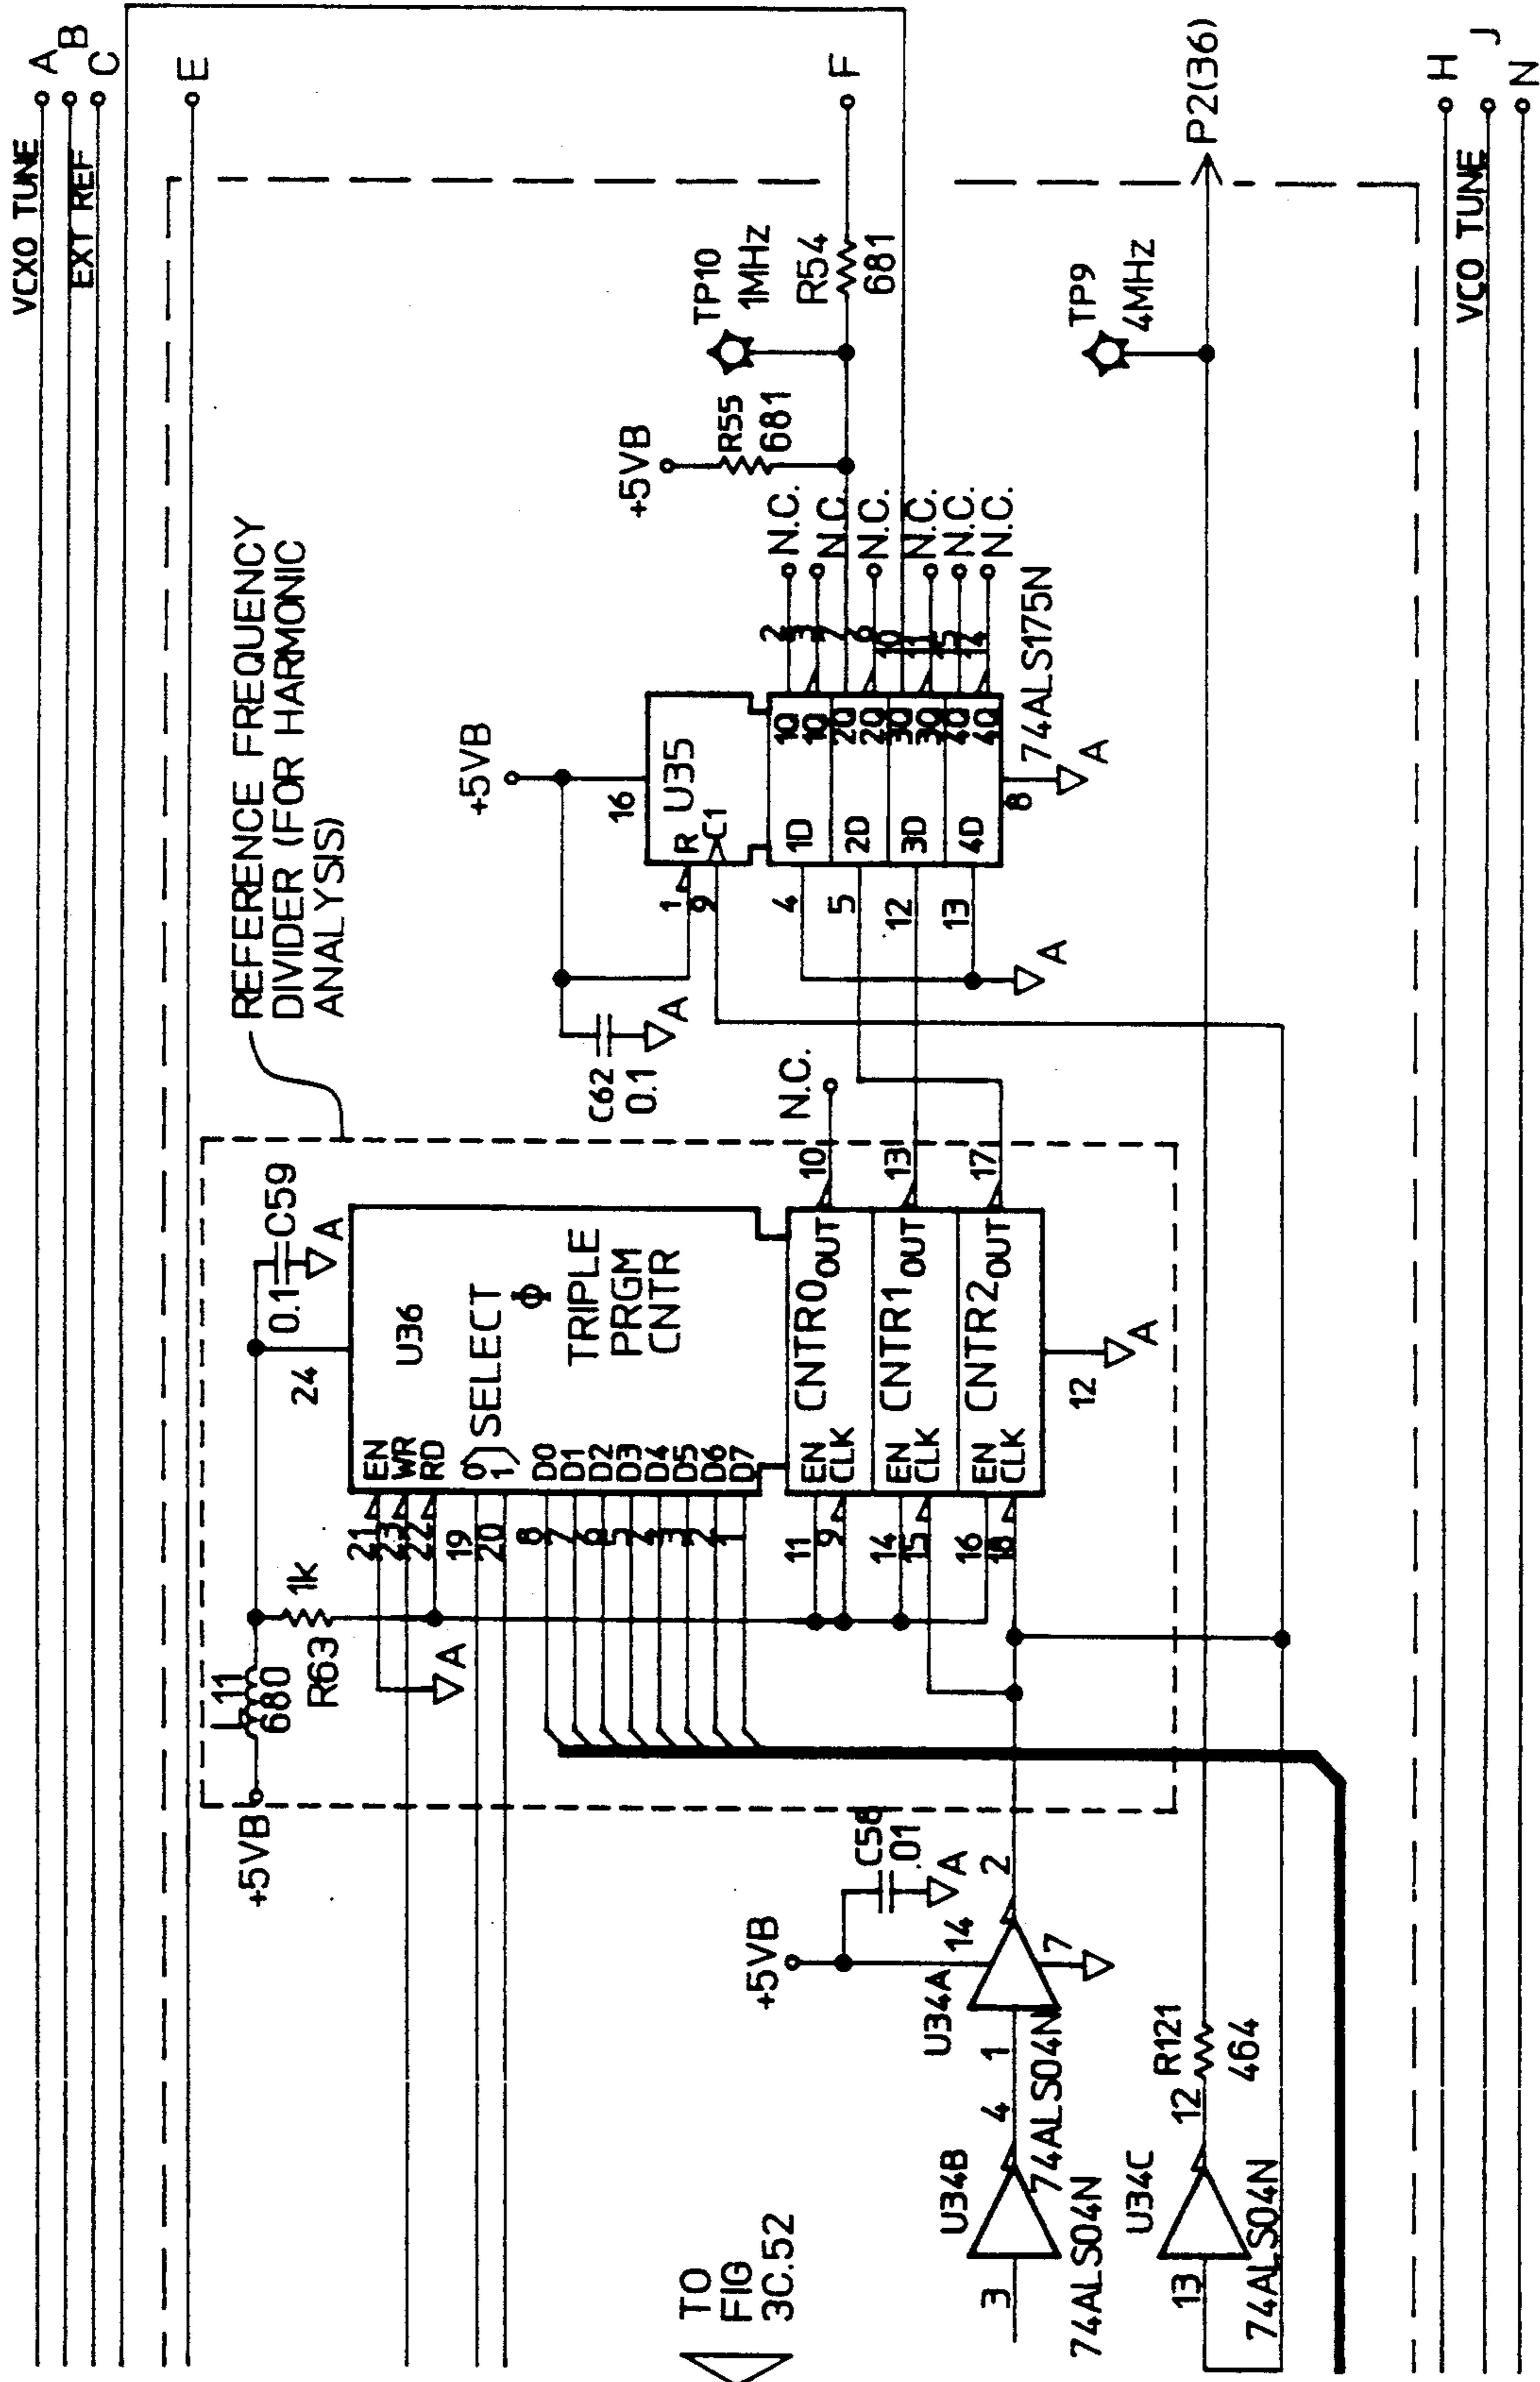 VCXO TUNE
A
B
EXT REF
C
E
REFERENCE FREQUENCY
DIVIDER (FOR HARMONIC
ANALYSIS)
+5VB
L11
680
R63
1k
0.1
C59
A
24
U36
SELECT
Φ
TRIPLE
PRGM
CNTR
EN
WR
RD
0
1
D0
D1
D2
D3
D4
D5
D6
D7
21
23
22
19
20
8
7
6
5
4
3
2
1
A
11
9
14
15
16
18
EN
CLK
CNTR0
OUT
EN
CLK
CNTR1
OUT
EN
CLK
CNTR2
OUT
10
13
17
N.C.
12
A
+5VB
C62
0.1
A
16
U35
R
C1
1
9
4
5
12
13
A
1D
2D
3D
4D
1Q
1Q
2Q
2Q
3Q
3Q
4Q
4Q
2
3
7
6
10
11
15
14
N.C.
N.C.
N.C.
N.C.
N.C.
N.C.
8
A
74ALS175N
+5VB
R55
681
TP10
1MHz
R54
681
F
TP9
4MHz
P2(36)
+5VB
C58
.01
A
U34A
14
1
2
7
74ALS04N
U34B
3
4
74ALS04N
U34C
13
12
74ALS04N
R121
464
TO
FIG
3C.52
H
VCO TUNE
J
N